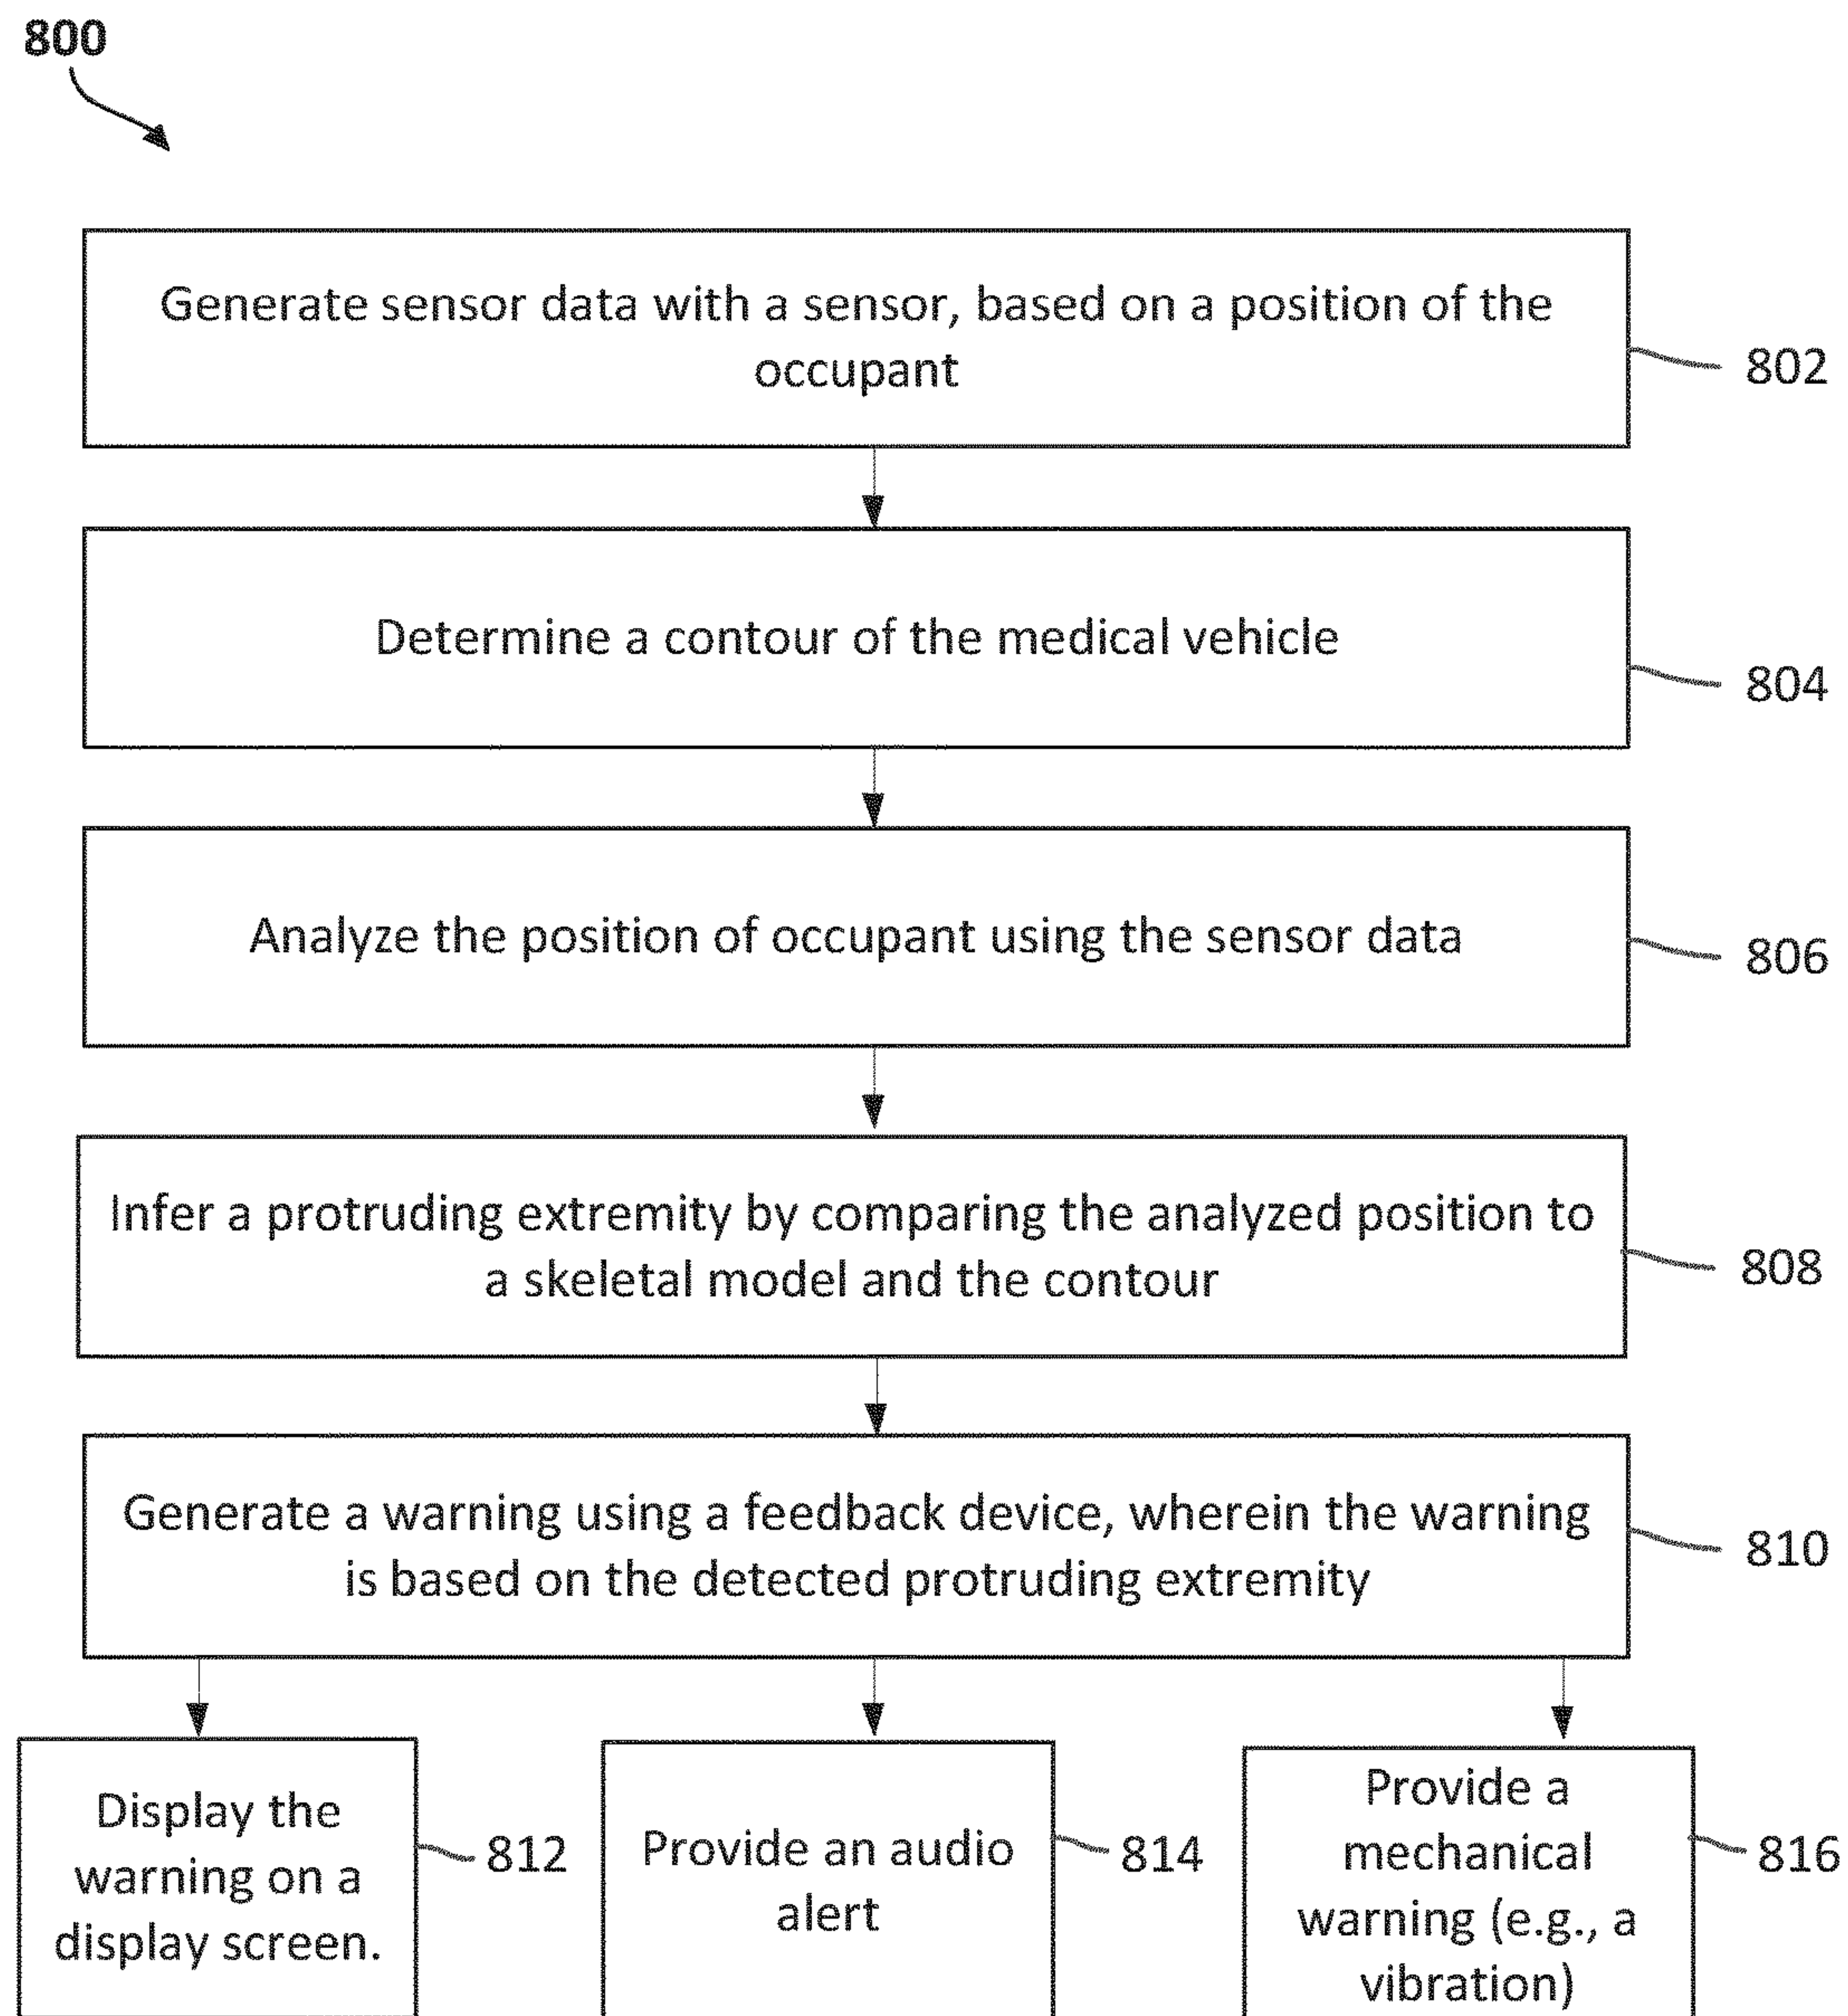 800
Generate sensor data with a sensor, based on a position of the
occupant
802
Determine a contour of the medical vehicle
804
Analyze the position of occupant using the sensor data
806
Infer a protruding extremity by comparing the analyzed position to
a skeletal model and the contour
808
Generate a warning using a feedback device, wherein the warning
is based on the detected protruding extremity
810
Display the
warning on a
display screen.
812
Provide an audio
alert
814
Provide a
mechanical
warning (e.g., a
vibration)
816